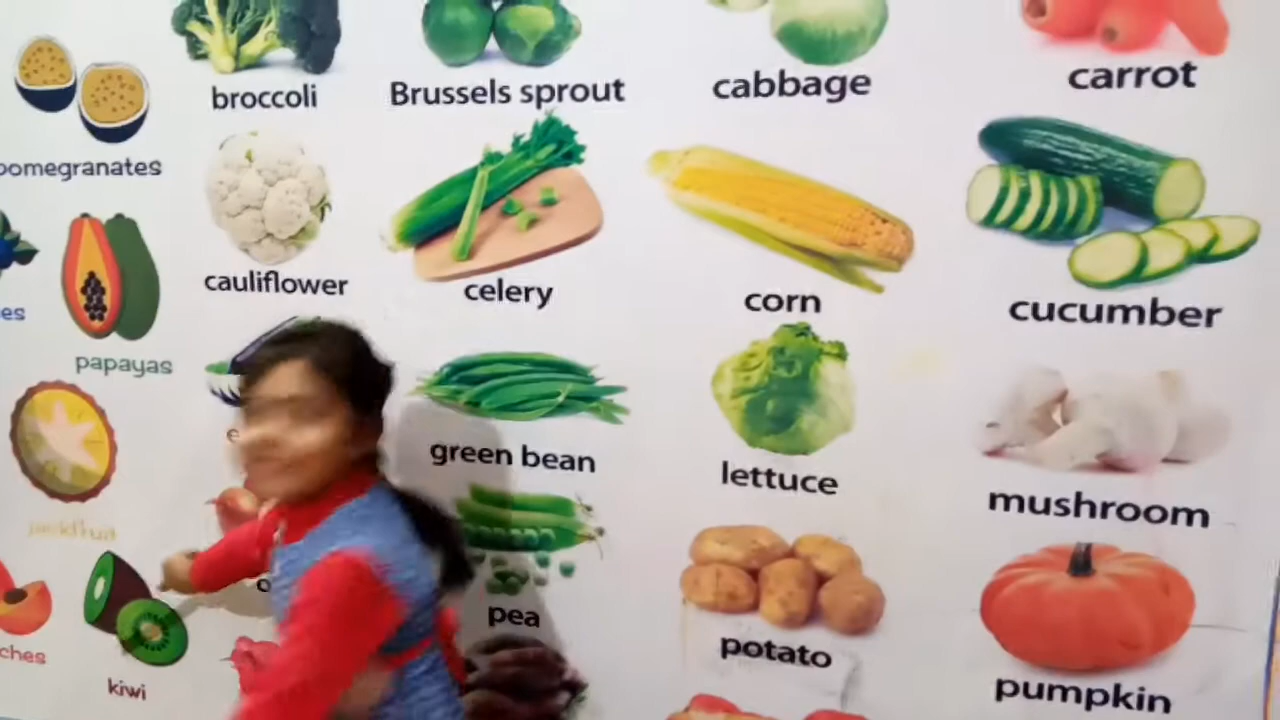 broccoli
Brussels sprout
cabbage
carrot
pomegranates
cauliflower
celery
corn
cucumber
papayas
green bean
lettuce
mushroom
jackfruit
pea
potato
pumpkin
kiwi